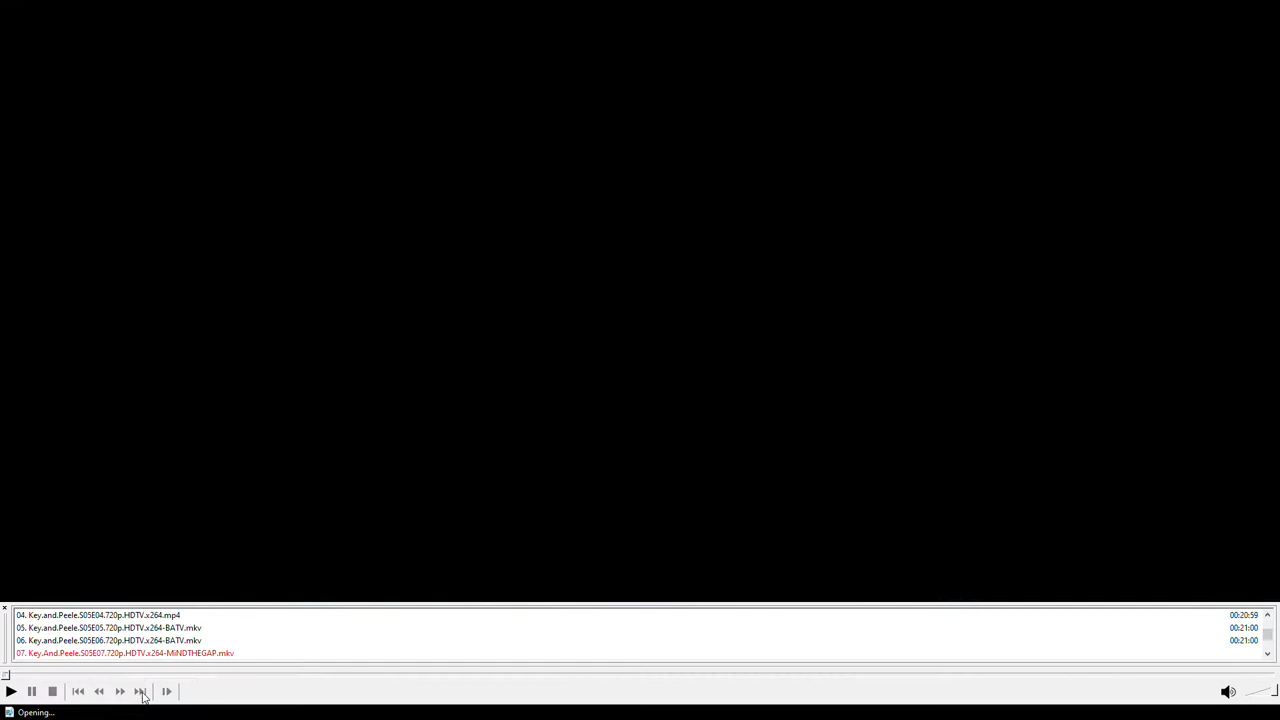 04. Key.and.Peele.S05E04.720p.HDTV.x264.mp4 00:20:59
05. Key.and.Peele.S05E05.720p.HDTV.x264-BATV.mkv 00:21:00
06. Key.and.Peele.S05E06.720p.HDTV.x264-BATV.mkv 00:21:00
07. Key.And.Peele.S05E07.720p.HDTV.x264-MiNDTHEGAP.mkv
Opening...